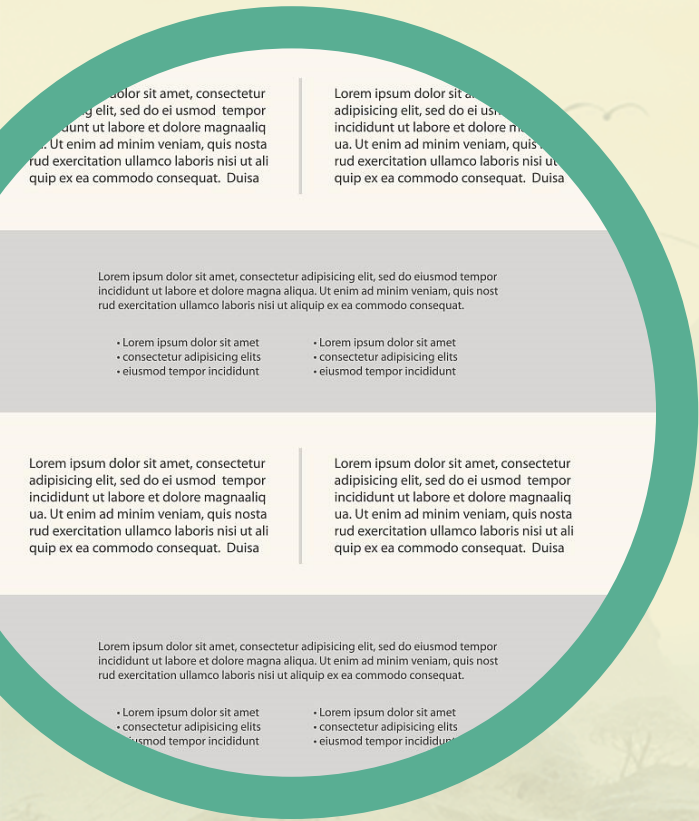 dolor sit amet, consectetur
elit, sed do ei usmod tempor
ut labore et dolore magnaaliq
Ut enim ad minim veniam, quis nosta
rud exercitation ullamco laboris nisi ut ali
quip ex ea commodo consequat. Duisa
Lorem ipsum dolor sit
adipisicing elit, sed do ei
incididunt ut labore et dolore
ua. Ut enim ad minim veniam, quis
rud exercitation ullamco laboris nisi ut
quip ex ea commodo consequat. Duisa
Lorem ipsum dolor sit amet, consectetur adipisicing elit, sed do eiusmod tempor
incididunt ut labore et dolore magna aliqua. Ut enim ad minim veniam, quis nost
rud exercitation ullamco laboris nisi ut aliquip ex ea commodo consequat.
• Lorem ipsum dolor sit amet
• consectetur adipisicing elits
• eiusmod tempor incididunt
• Lorem ipsum dolor sit amet
• consectetur adipisicing elits
• eiusmod tempor incididunt
Lorem ipsum dolor sit amet, consectetur
adipisicing elit, sed do ei usmod tempor
incididunt ut labore et dolore magnaaliq
ua. Ut enim ad minim veniam, quis nosta
rud exercitation ullamco laboris nisi ut ali
quip ex ea commodo consequat. Duisa
Lorem ipsum dolor sit amet, consectetur
adipisicing elit, sed do ei usmod tempor
incididunt ut labore et dolore magnaaliq
ua. Ut enim ad minim veniam, quis nosta
rud exercitation ullamco laboris nisi ut ali
quip ex ea commodo consequat. Duisa
Lorem ipsum dolor sit amet, consectetur adipisicing elit, sed do eiusmod tempor
incididunt ut labore et dolore magna aliqua. Ut enim ad minim veniam, quis nost
rud exercitation ullamco laboris nisi ut aliquip ex ea commodo consequat.
• Lorem ipsum dolor sit amet
• consectetur adipisicing elits
tempor incididunt
• Lorem ipsum dolor sit amet
• consectetur adipisicing elits
• eiusmod tempor incididunt